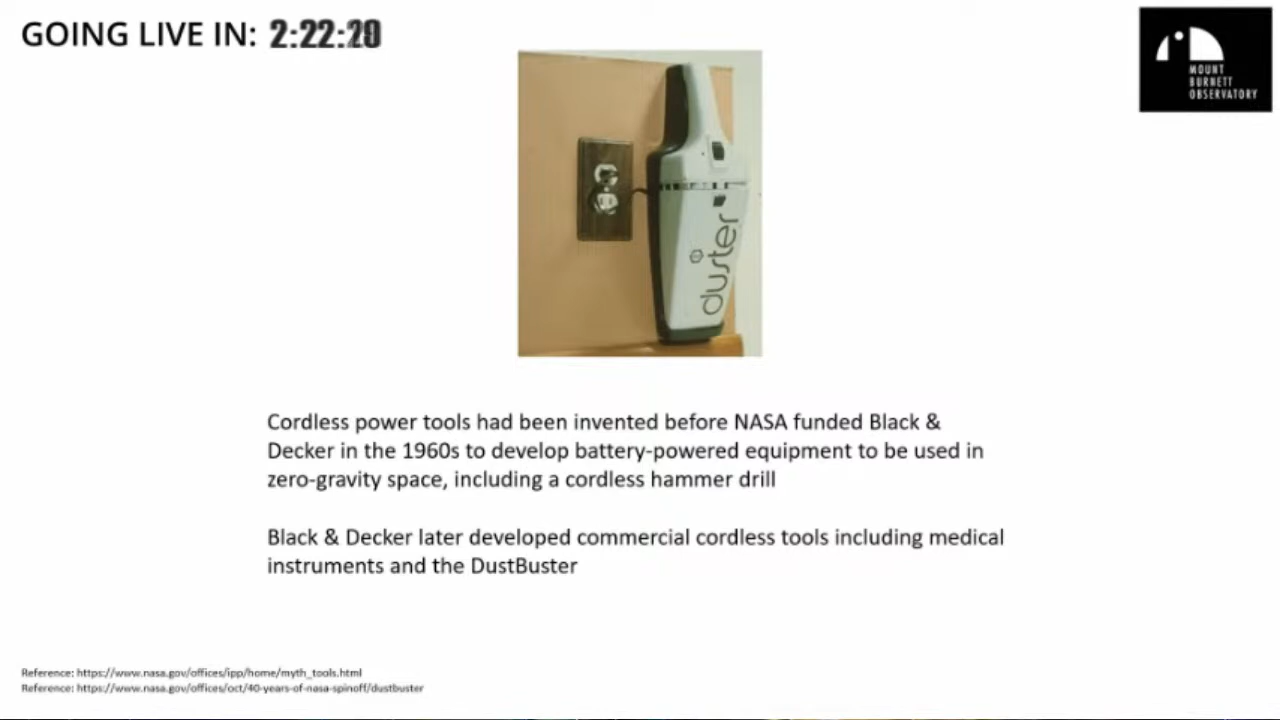 GOING LIVE IN: 2:22:20
MOUNT
BURNETT
OBSERVATORY
duster
Cordless power tools had been invented before NASA funded Black &
Decker in the 1960s to develop battery-powered equipment to be used in
zero-gravity space, including a cordless hammer drill
Black & Decker later developed commercial cordless tools including medical
instruments and the DustBuster
Reference: https://www.nasa.gov/offices/ipp/home/myth_tools.html
Reference: https://www.nasa.gov/offices/oct/40-years-of-nasa-spinoff/dustbuster